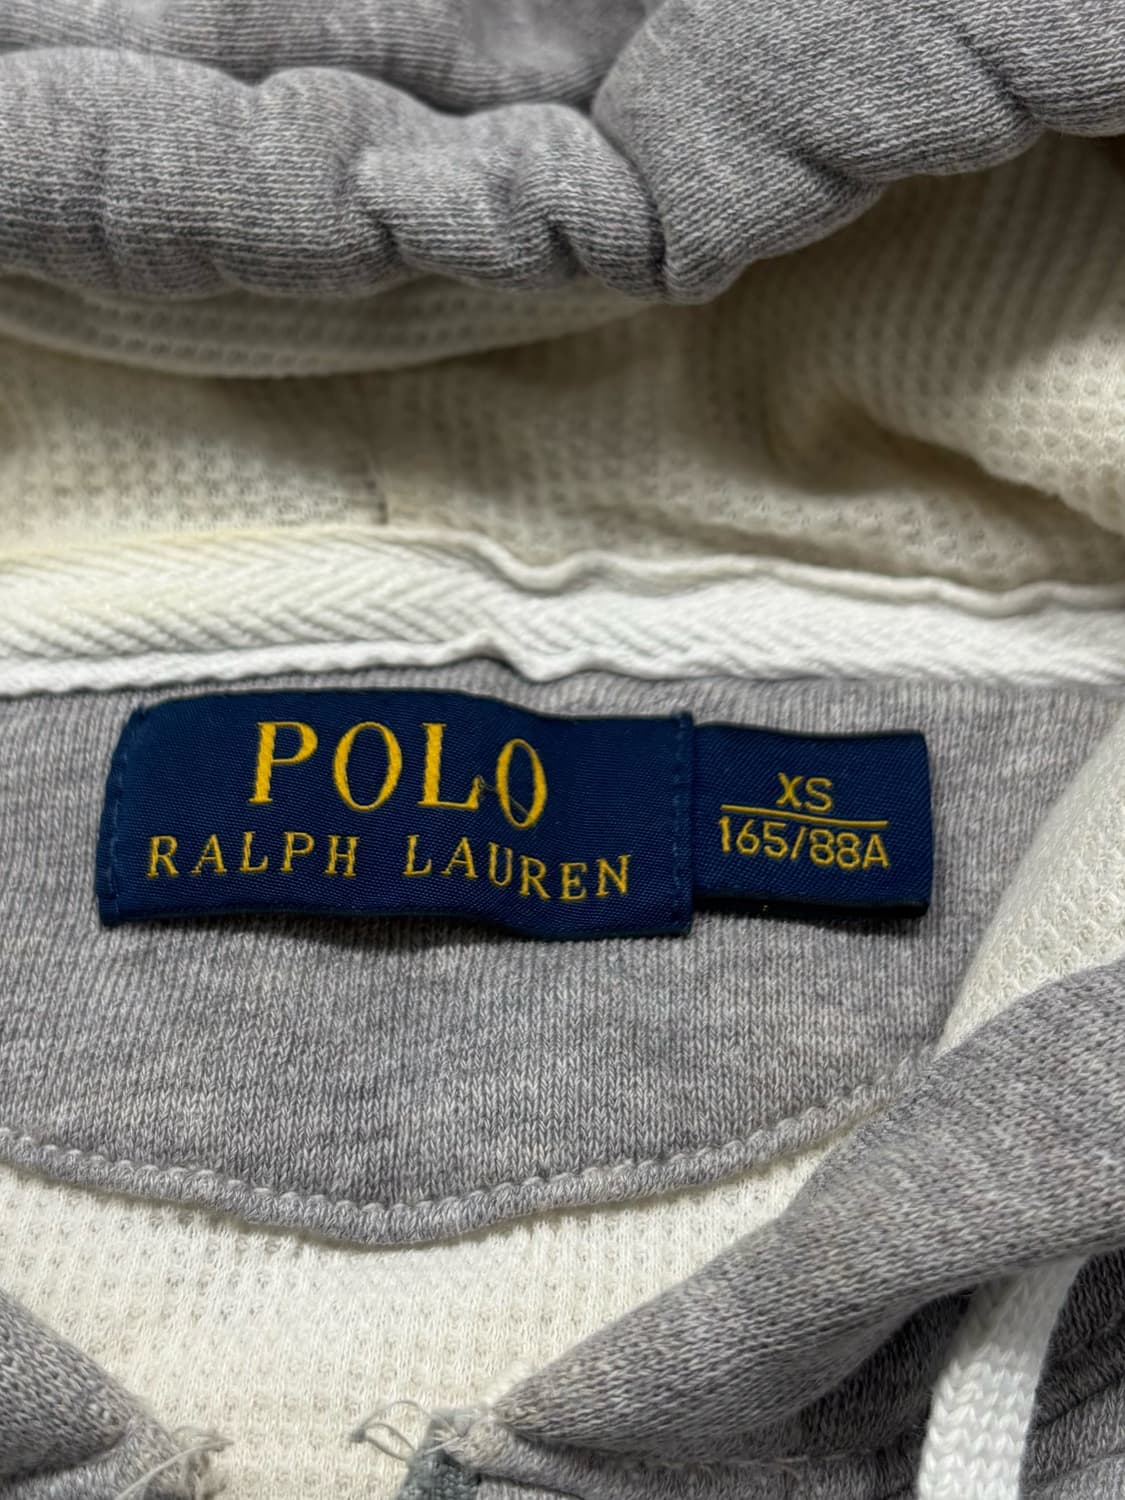 POLO
RALPH LAUREN
XS
165/88A